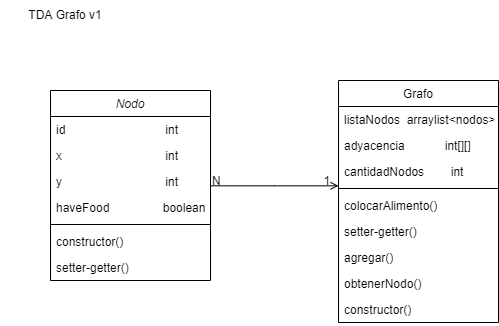 TDA Grafo v1
Nodo
id int
x int
y int
haveFood boolean
constructor()
setter-getter()
N 1
Grafo
listaNodos arraylist<nodos>
adyacencia int[][]
cantidadNodos int
colocarAlimento()
setter-getter()
agregar()
obtenerNodo()
constructor()